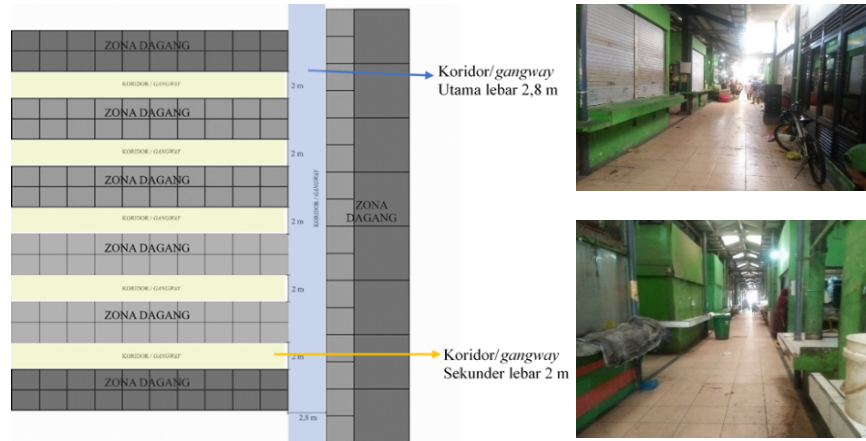 ZONA DAGANG
KORIDOR / GANGWAY
2 m
ZONA DAGANG
KORIDOR / GANGWAY
2 m
ZONA DAGANG
KORIDOR / GANGWAY
2 m
ZONA DAGANG
KORIDOR / GANGWAY
2 m
ZONA DAGANG
KORIDOR / GANGWAY
2 m
ZONA DAGANG
2,8 m
KORIDOR / GANGWAY
ZONA
DAGANG
Koridor/gangway
Utama lebar 2,8 m
Koridor/gangway
Sekunder lebar 2 m